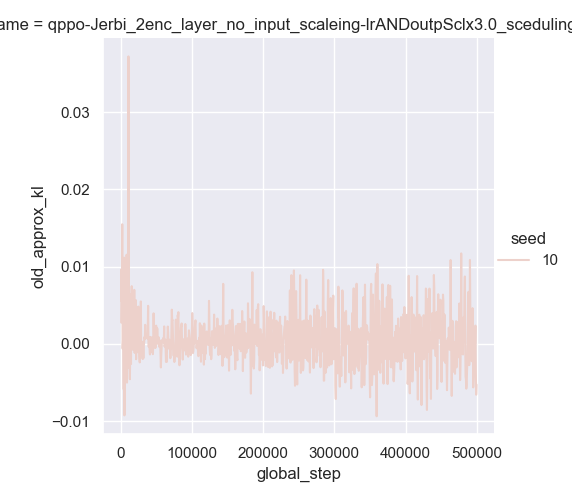 ame = qppo-Jerbi_2enc_layer_no_input_scaleing-lrANDoutpSclx3.0_sceduling
0.03
0.02
0.01
0.00
−0.01
old_approx_kl
0 100000 200000 300000 400000 500000
global_step
seed
10